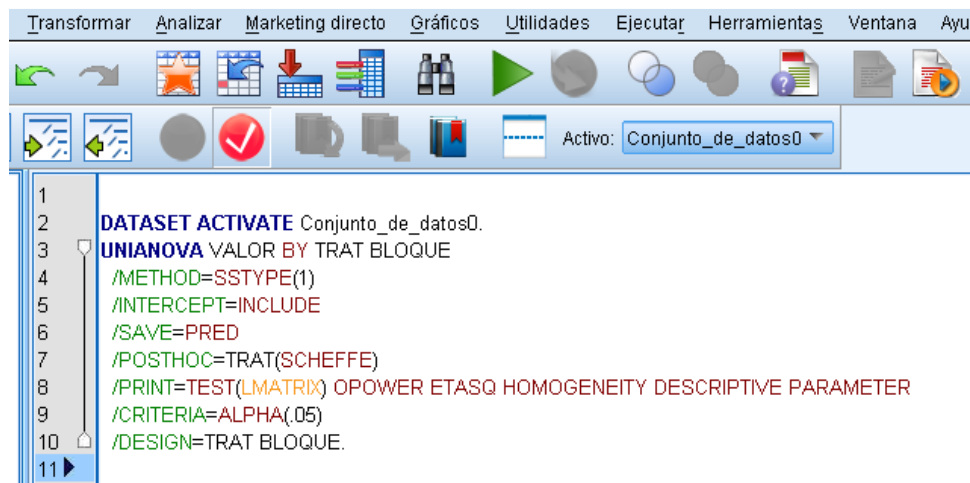 Transformar Analizar Marketing directo Gráficos Utilidades Ejecutar Herramientas Ventana Ayu
Activo: Conjunto_de_datos0
1
2 DATASET ACTIVATE Conjunto_de_datos0.
3 UNIANOVA VALOR BY TRAT BLOQUE
4 /METHOD=SSTYPE(1)
5 /INTERCEPT=INCLUDE
6 /SAVE=PRED
7 /POSTHOC=TRAT(SCHEFFE)
8 /PRINT=TEST(LMATRIX) OPOWER ETASQ HOMOGENEITY DESCRIPTIVE PARAMETER
9 /CRITERIA=ALPHA(.05)
10 /DESIGN=TRAT BLOQUE.
11